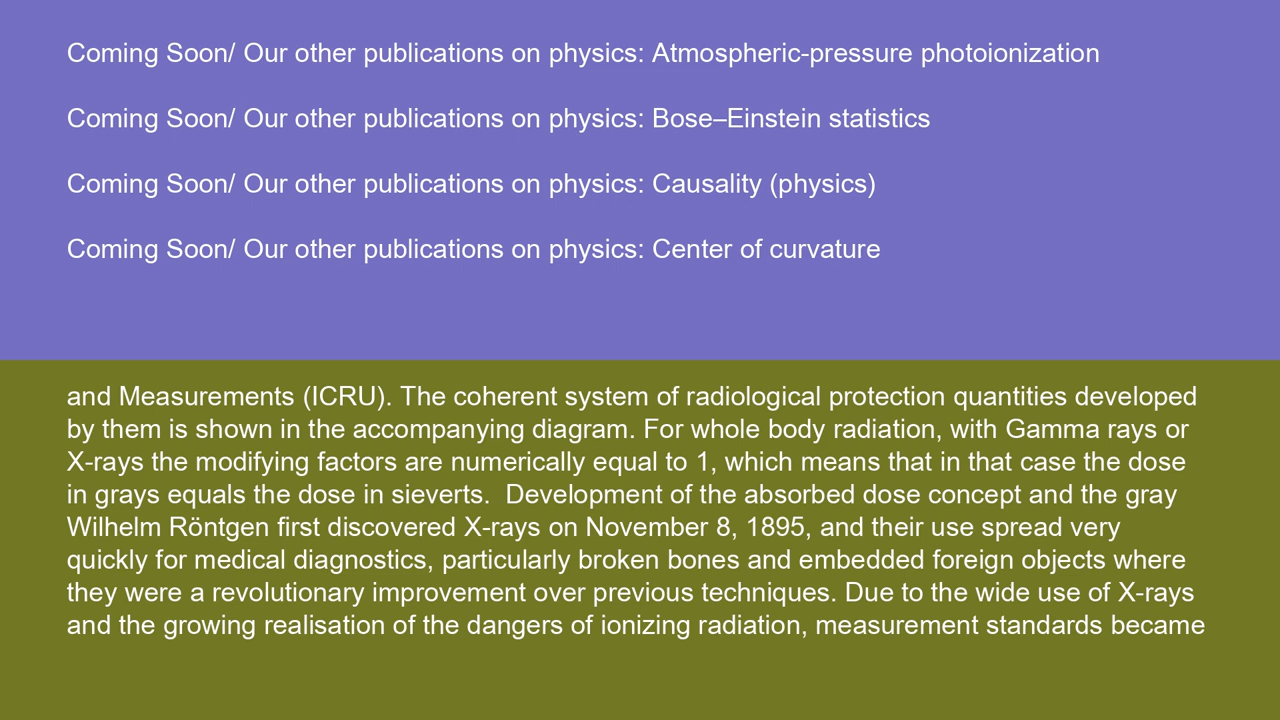 Coming Soon/ Our other publications on physics: Atmospheric-pressure photoionization
Coming Soon/ Our other publications on physics: Bose–Einstein statistics
Coming Soon/ Our other publications on physics: Causality (physics)
Coming Soon/ Our other publications on physics: Center of curvature
and Measurements (ICRU). The coherent system of radiological protection quantities developed
by them is shown in the accompanying diagram. For whole body radiation, with Gamma rays or
X-rays the modifying factors are numerically equal to 1, which means that in that case the dose
in grays equals the dose in sieverts.  Development of the absorbed dose concept and the gray
Wilhelm Röntgen first discovered X-rays on November 8, 1895, and their use spread very
quickly for medical diagnostics, particularly broken bones and embedded foreign objects where
they were a revolutionary improvement over previous techniques. Due to the wide use of X-rays
and the growing realisation of the dangers of ionizing radiation, measurement standards became